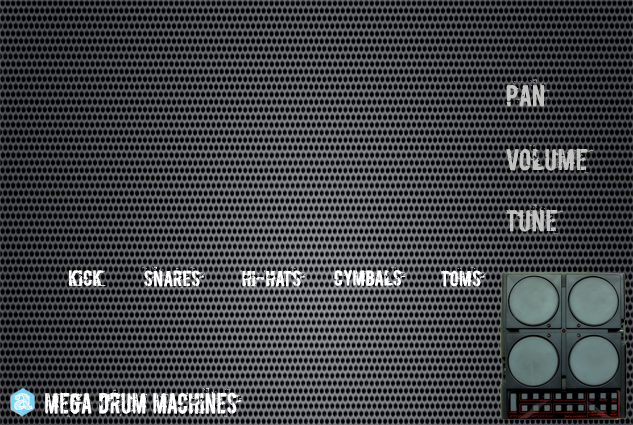 PAN
VOLUME
TUNE
KICK SNARES HI-HATS CYMBALS TOMS
a MEGA DRUM MACHINES